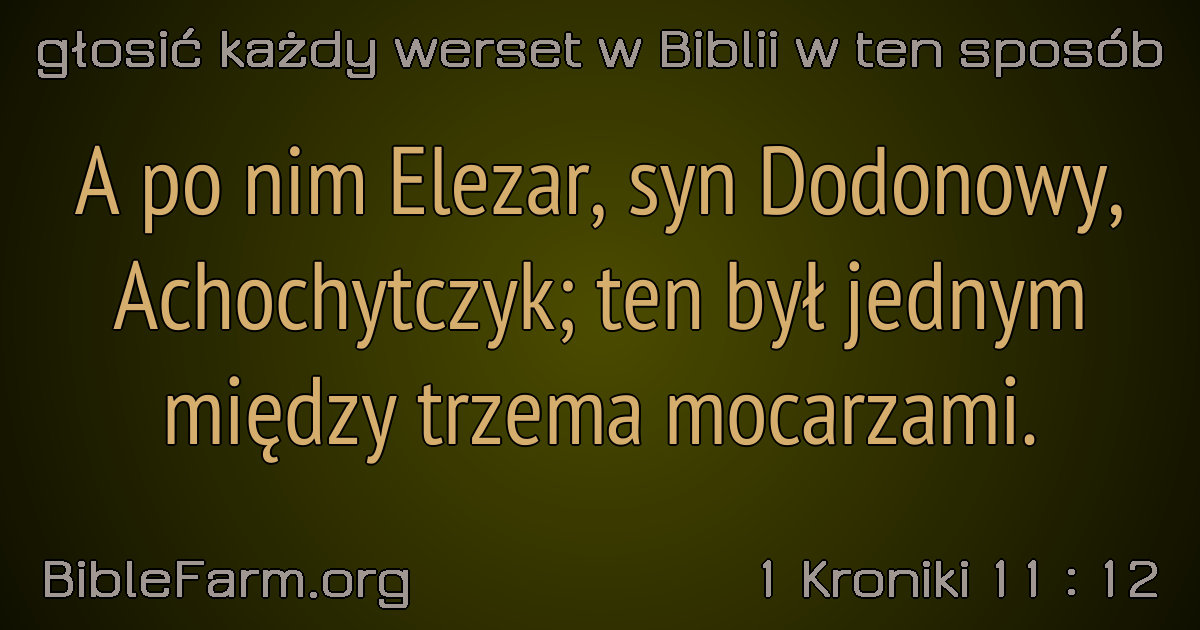 głosić każdy werset w Biblii w ten sposób
A po nim Elezar, syn Dodonowy,
Achochytczyk; ten był jednym
między trzema mocarzami.
BibleFarm.org
1 Kroniki 11 : 12